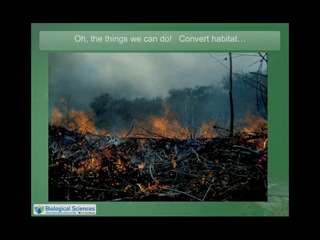 Oh, the things we can do! Convert habitat…
Biological Sciences